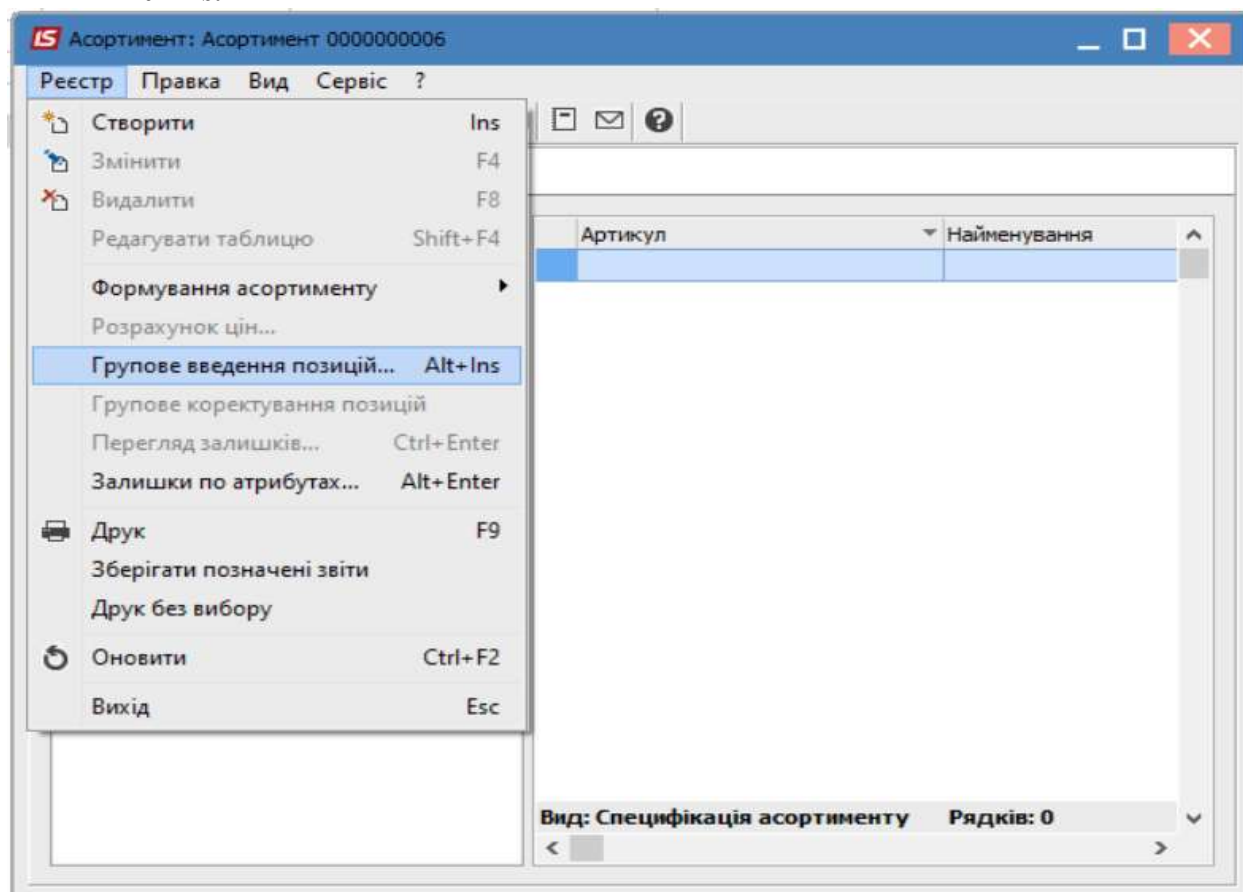 IS Асортимент: Асортимент 0000000006
Реєстр Правка Вид Сервіс ?
Створити Ins
Змінити F4
Видалити F8
Редагувати таблицю Shift+F4
Формування асортименту
Розрахунок цін...
Групове введення позицій... Alt+Ins
Групове коректування позицій
Перегляд залишків... Ctrl+Enter
Залишки по атрибутах... Alt+Enter
Друк F9
Зберігати позначені звіти
Друк без вибору
Оновити Ctrl+F2
Вихід Esc
Артикул Найменування
Вид: Специфікація асортименту Рядків: 0